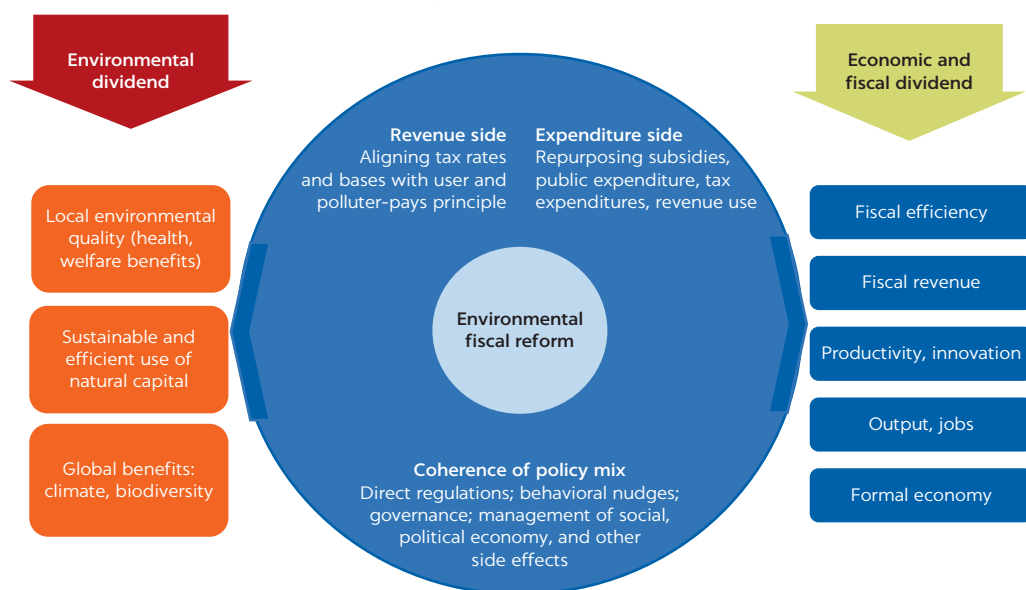 Environmental
dividend
Local environmental
quality (health,
welfare benefits)
Sustainable and
efficient use of
natural capital
Global benefits:
climate, biodiversity
Revenue side
Aligning tax rates
and bases with user and
polluter-pays principle
Expenditure side
Repurposing subsidies,
public expenditure, tax
expenditures, revenue use
Environmental
fiscal reform
Coherence of policy mix
Direct regulations; behavioral nudges;
governance; management of social,
political economy, and other
side effects
Economic and
fiscal dividend
Fiscal efficiency
Fiscal revenue
Productivity, innovation
Output, jobs
Formal economy